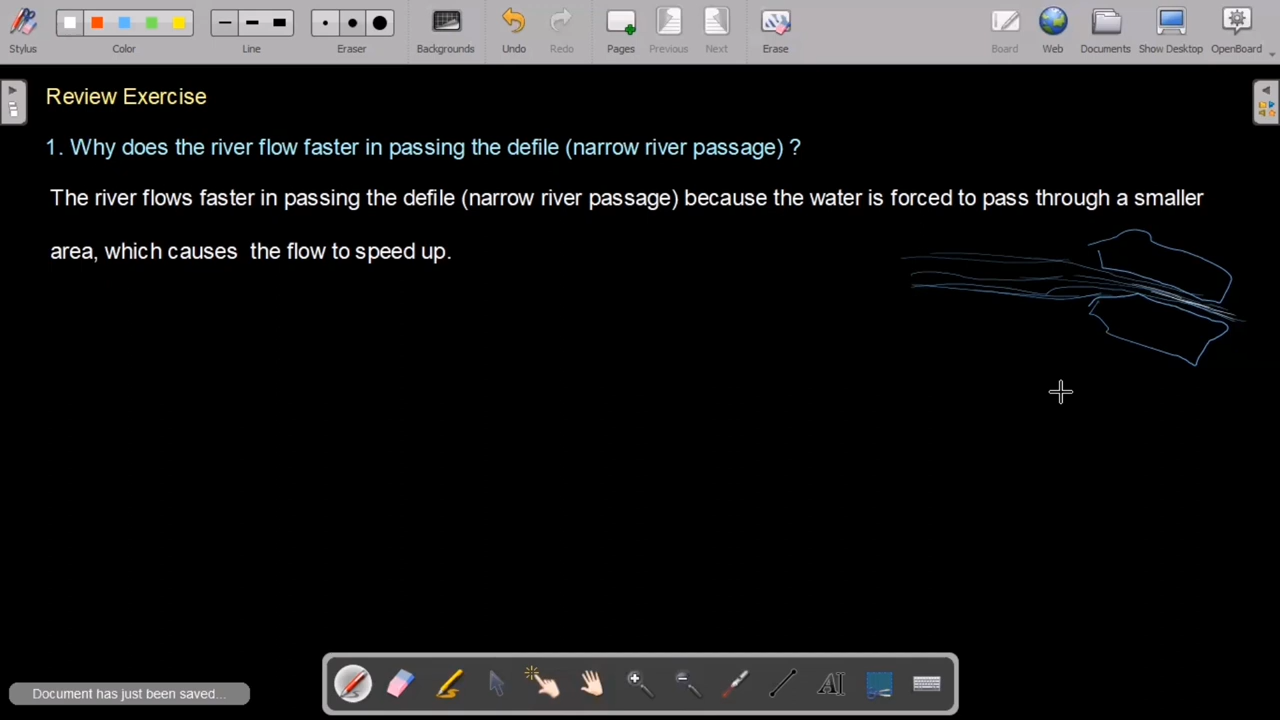 Stylus
Color
Line
Eraser
Backgrounds
Undo
Redo
Pages
Previous
Next
Erase
Board
Web
Documents
Show Desktop
OpenBoard
Review Exercise
1. Why does the river flow faster in passing the defile (narrow river passage) ?
The river flows faster in passing the defile (narrow river passage) because the water is forced to pass through a smaller
area, which causes the flow to speed up.
Document has just been saved...
AI